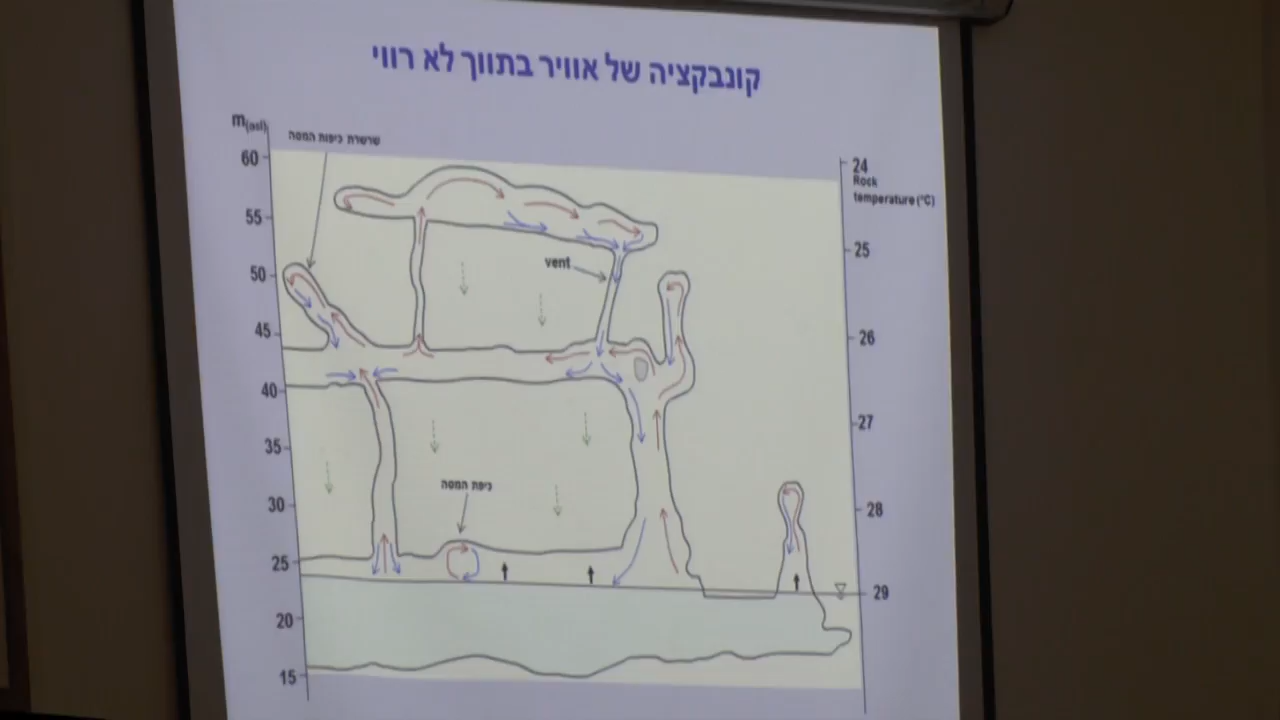 קונבקציה של אוויר בתווך לא רווי
m(asl)
שרשרת כיפות המסה
60
55
50
45
40
35
30
25
20
15
vent
כיפת המסה
24
Rock
temperature (°C)
25
26
27
28
29